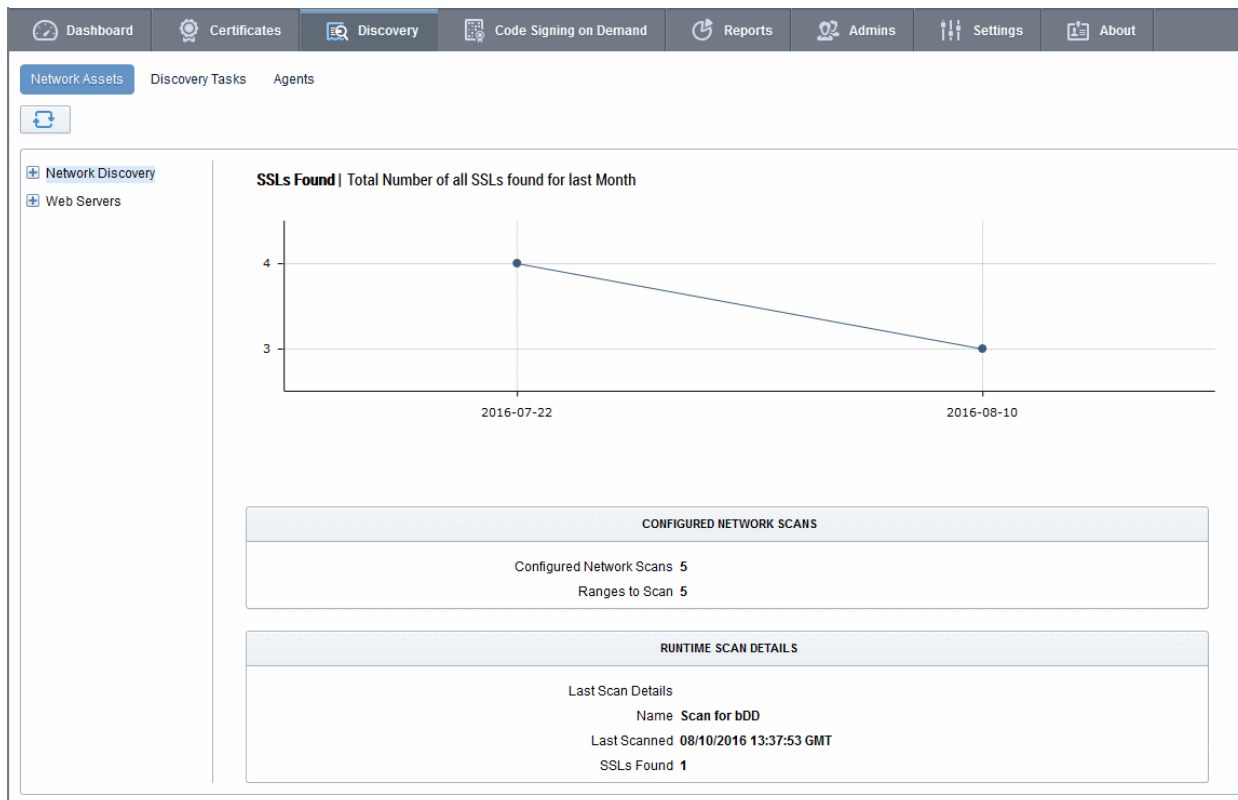 Dashboard Certificates Discovery Code Signing on Demand Reports Admins Settings About
Network Assets Discovery Tasks Agents
Network Discovery
Web Servers
SSLs Found | Total Number of all SSLs found for last Month
4
3
2016-07-22 2016-08-10
CONFIGURED NETWORK SCANS
Configured Network Scans 5
Ranges to Scan 5
RUNTIME SCAN DETAILS
Last Scan Details
Name Scan for bDD
Last Scanned 08/10/2016 13:37:53 GMT
SSLs Found 1